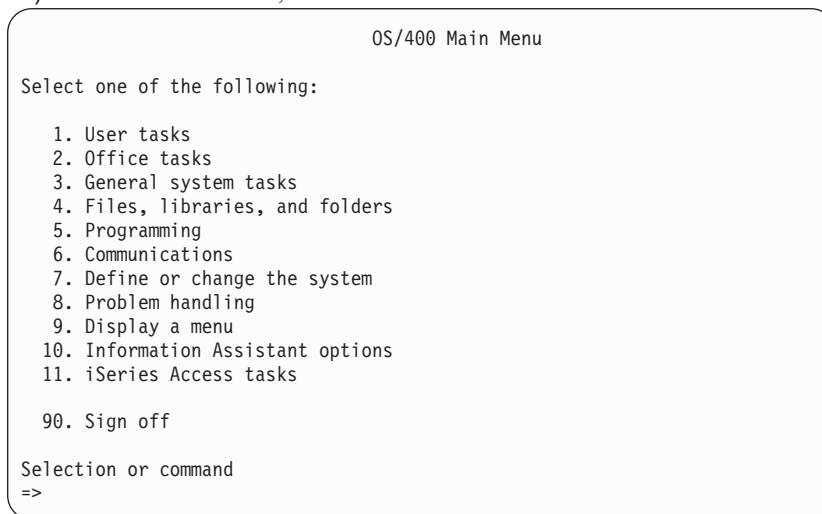 OS/400 Main Menu
Select one of the following:
1. User tasks
2. Office tasks
3. General system tasks
4. Files, libraries, and folders
5. Programming
6. Communications
7. Define or change the system
8. Problem handling
9. Display a menu
10. Information Assistant options
11. iSeries Access tasks
90. Sign off
Selection or command
=>